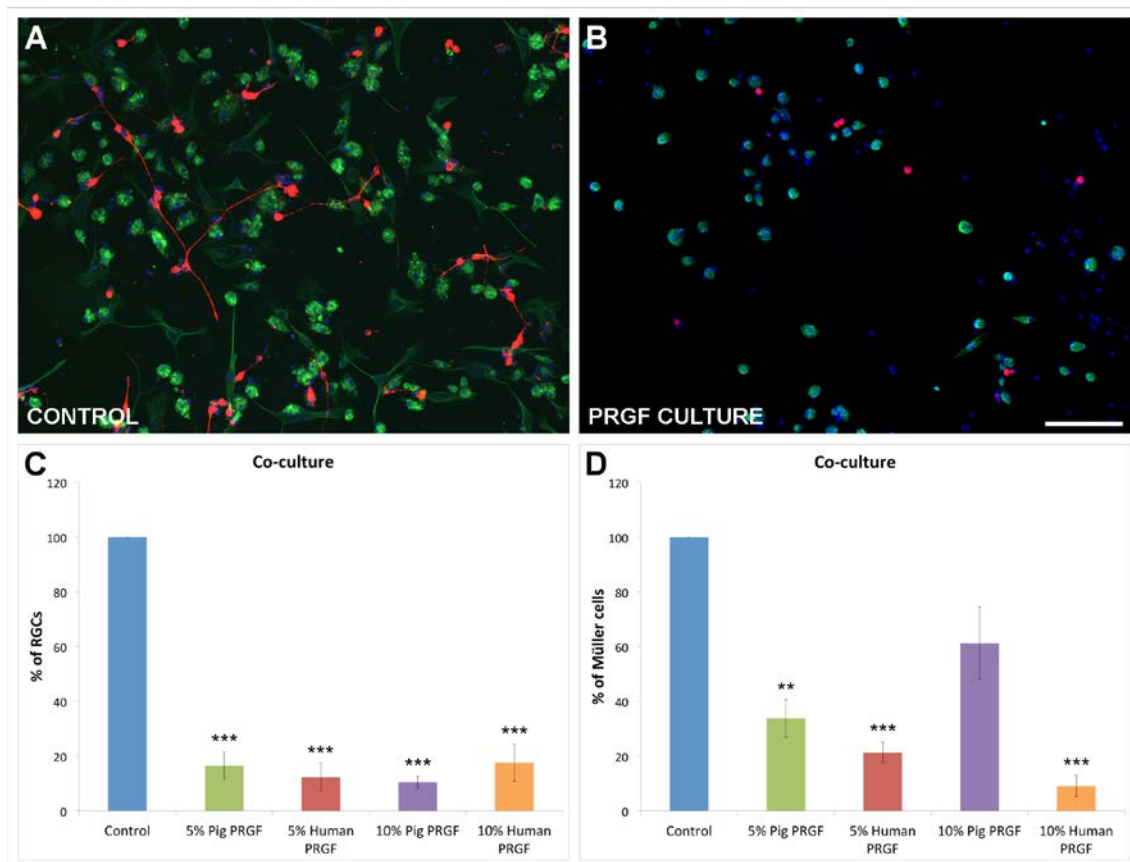 A
CONTROL
B
PRGF CULTURE
C
Co-culture
% of RGCs
120
100
80
60
40
20
0
***
***
***
***
Control
5% Pig PRGF
5% Human
PRGF
10% Pig PRGF
10% Human
PRGF
D
Co-culture
% of Müller cells
120
100
80
60
40
20
0
**
***
***
Control
5% Pig PRGF
5% Human
PRGF
10% Pig PRGF
10% Human
PRGF